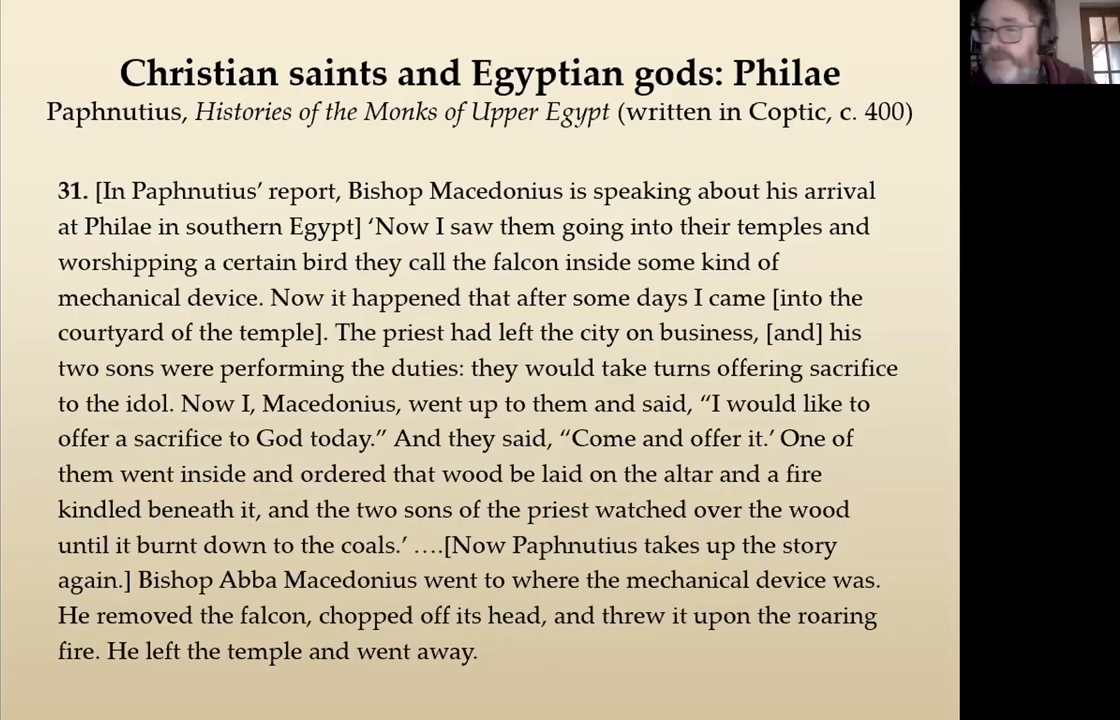 Christian saints and Egyptian gods: Philae
Paphnutius, Histories of the Monks of Upper Egypt (written in Coptic, c. 400)
31. [In Paphnutius’ report, Bishop Macedonius is speaking about his arrival
at Philae in southern Egypt] ‘Now I saw them going into their temples and
worshipping a certain bird they call the falcon inside some kind of
mechanical device. Now it happened that after some days I came [into the
courtyard of the temple]. The priest had left the city on business, [and] his
two sons were performing the duties: they would take turns offering sacrifice
to the idol. Now I, Macedonius, went up to them and said, “I would like to
offer a sacrifice to God today.” And they said, “Come and offer it.’ One of
them went inside and ordered that wood be laid on the altar and a fire
kindled beneath it, and the two sons of the priest watched over the wood
until it burnt down to the coals.’ ….[Now Paphnutius takes up the story
again.] Bishop Abba Macedonius went to where the mechanical device was.
He removed the falcon, chopped off its head, and threw it upon the roaring
fire. He left the temple and went away.